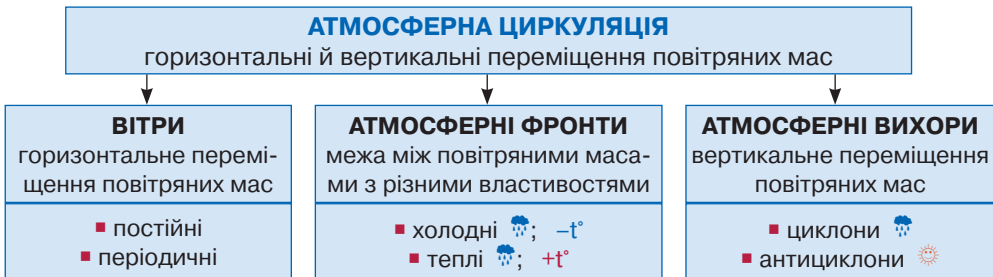 АТМОСФЕРНА ЦИРКУЛЯЦІЯ
горизонтальні й вертикальні переміщення повітряних мас
ВІТРИ
горизонтальне перемі-
щення повітряних мас
■ постійні
■ періодичні
АТМОСФЕРНІ ФРОНТИ
межа між повітряними маса-
ми з різними властивостями
■ холодні ; –t°
■ теплі ; +t°
АТМОСФЕРНІ ВИХОРИ
вертикальне переміщення
повітряних мас
■ циклони
■ антициклони